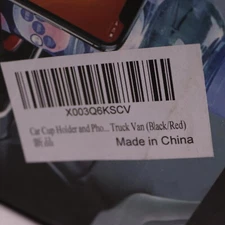 X003Q6KSCV
Car Cup Holder and Pho... Truck Van (Black/Red)
Made in China